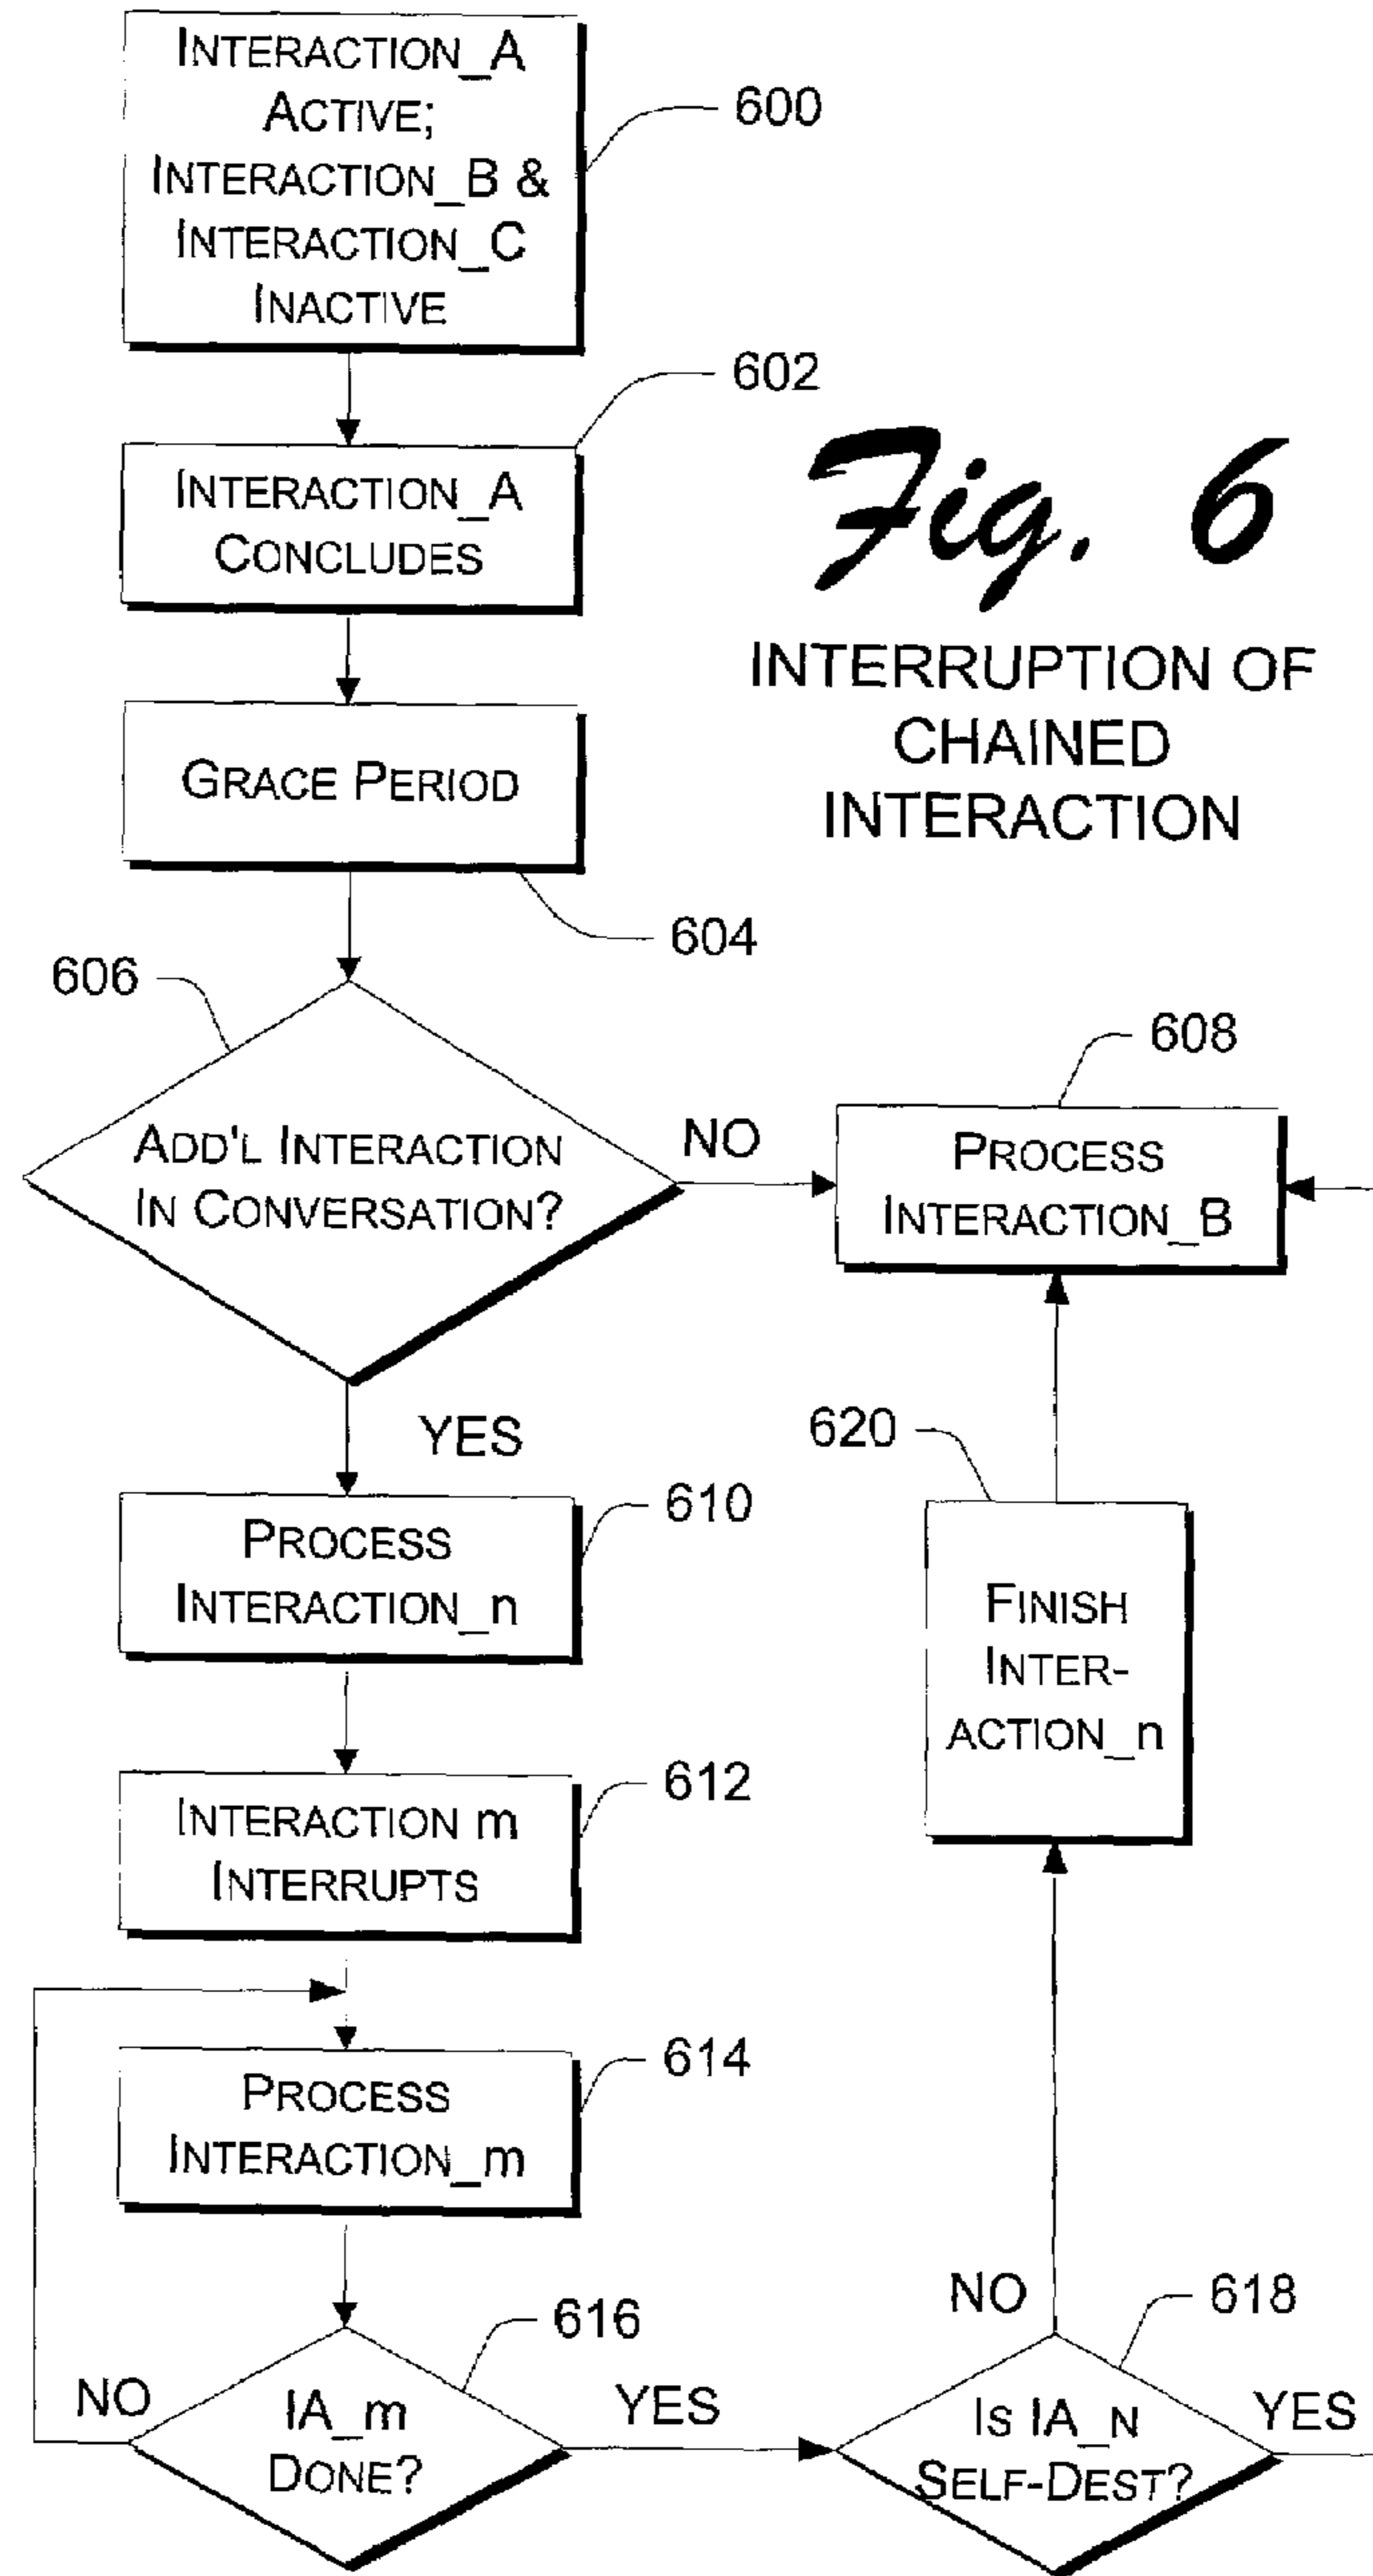 INTERACTION_A
ACTIVE;
INTERACTION_B &
INTERACTION_C
INACTIVE
600
602
INTERACTION_A
CONCLUDES
Fig. 6
INTERRUPTION OF
CHAINED
INTERACTION
GRACE PERIOD
604
606
ADD'L INTERACTION
IN CONVERSATION?
NO
608
PROCESS
INTERACTION_B
YES
610
PROCESS
INTERACTION_n
620
FINISH
INTER-
ACTION_n
612
INTERACTION m
INTERRUPTS
614
PROCESS
INTERACTION_m
616
NO
IA_m
DONE?
YES
NO
618
IS IA_N
SELF-DEST?
YES